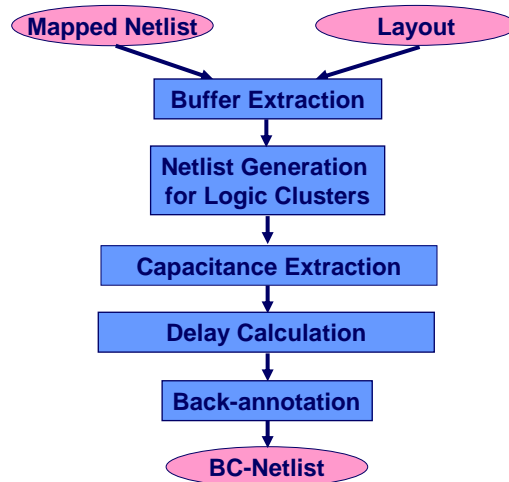 Mapped Netlist
Layout
Buffer Extraction
Netlist Generation
for Logic Clusters
Capacitance Extraction
Delay Calculation
Back-annotation
BC-Netlist